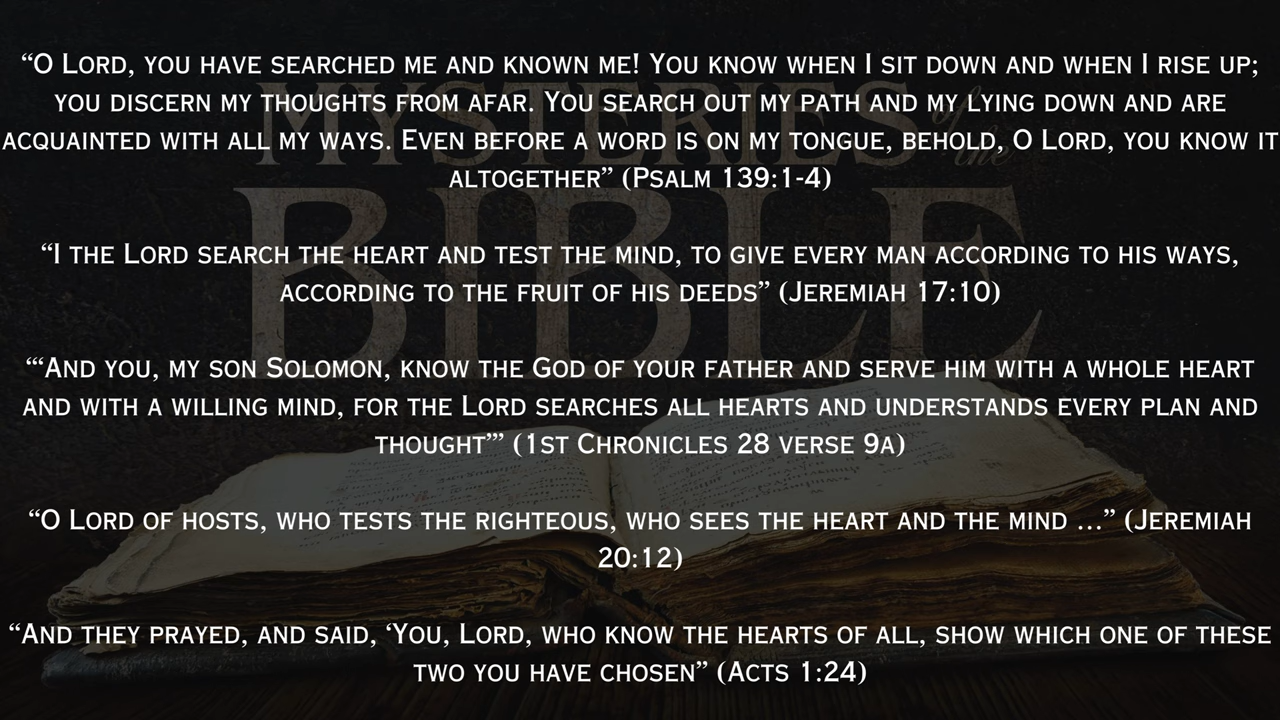 “O Lord, you have searched me and known me! You know when I sit down and when I rise up;
you discern my thoughts from afar. You search out my path and my lying down and are
acquainted with all my ways. Even before a word is on my tongue, behold, O Lord, you know it
altogether” (Psalm 139:1-4)
“I the Lord search the heart and test the mind, to give every man according to his ways,
according to the fruit of his deeds” (Jeremiah 17:10)
“‘And you, my son Solomon, know the God of your father and serve him with a whole heart
and with a willing mind, for the Lord searches all hearts and understands every plan and
thought’” (1st Chronicles 28 verse 9a)
“O Lord of hosts, who tests the righteous, who sees the heart and the mind …” (Jeremiah
20:12)
“And they prayed, and said, ‘You, Lord, who know the hearts of all, show which one of these
two you have chosen” (Acts 1:24)
MYSTERIES of the
BIBLE